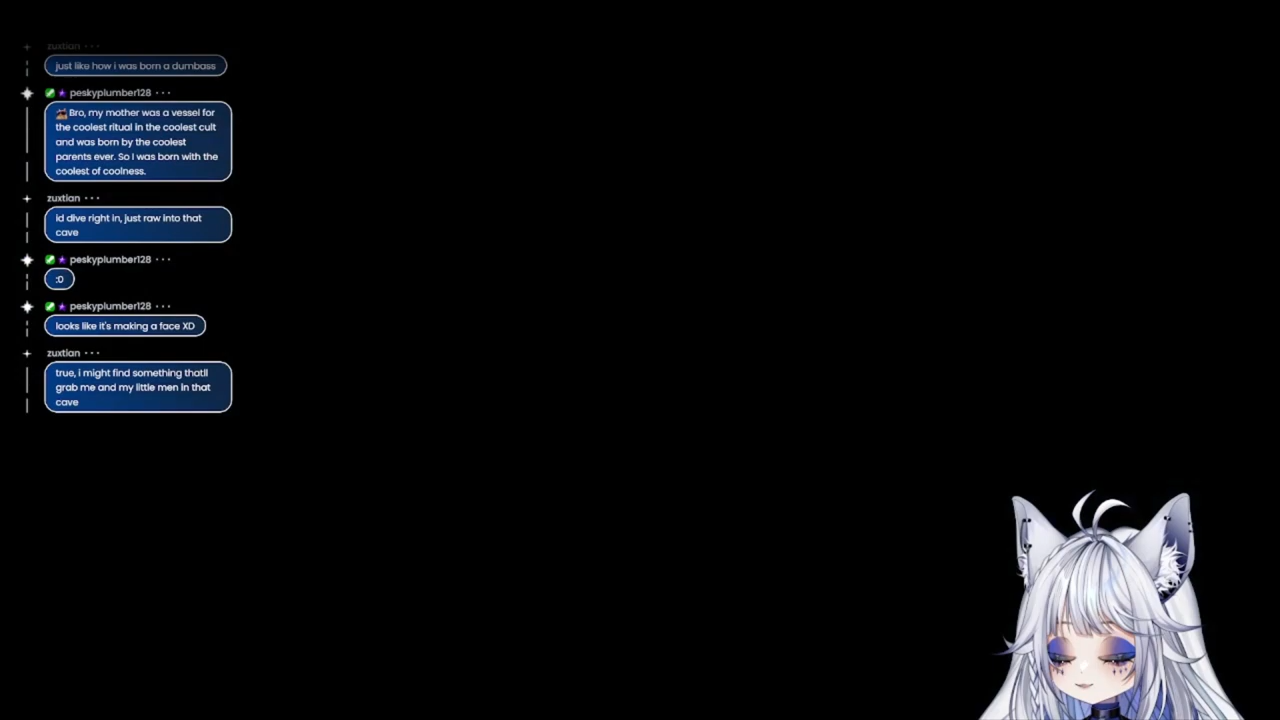 zuxtian
just like how i was born a dumbass
peskyplumber128
Bro, my mother was a vessel for
the coolest ritual in the coolest cult
and was born by the coolest
parents ever. So I was born with the
coolest of coolness.
zuxtian
id dive right in, just raw into that
cave
peskyplumber128
:0
peskyplumber128
looks like it's making a face XD
zuxtian
true, i might find something thatll
grab me and my little men in that
cave